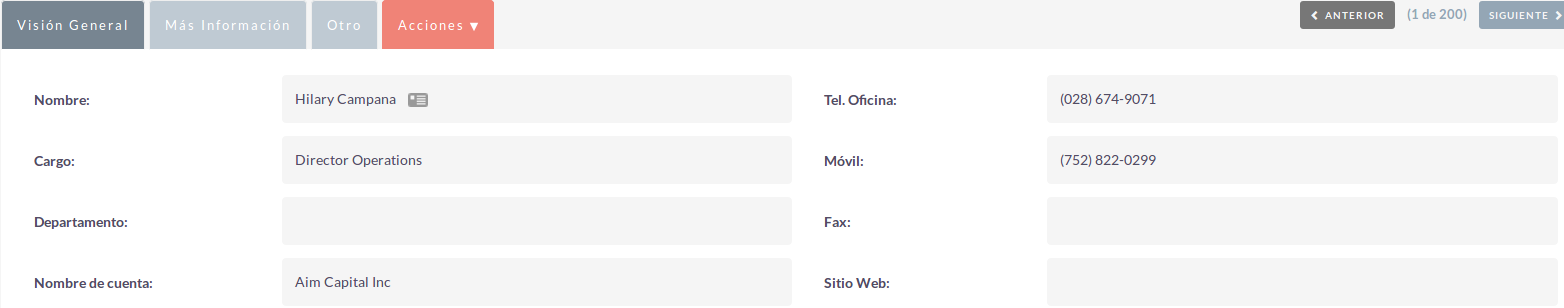 Visión General Más Información Otro Acciones ▾ ANTERIOR (1 de 200) SIGUIENTE
Nombre: Hilary Campana Tel. Oficina: (028) 674-9071
Cargo: Director Operations Móvil: (752) 822-0299
Departamento: Fax:
Nombre de cuenta: Aim Capital Inc Sitio Web: